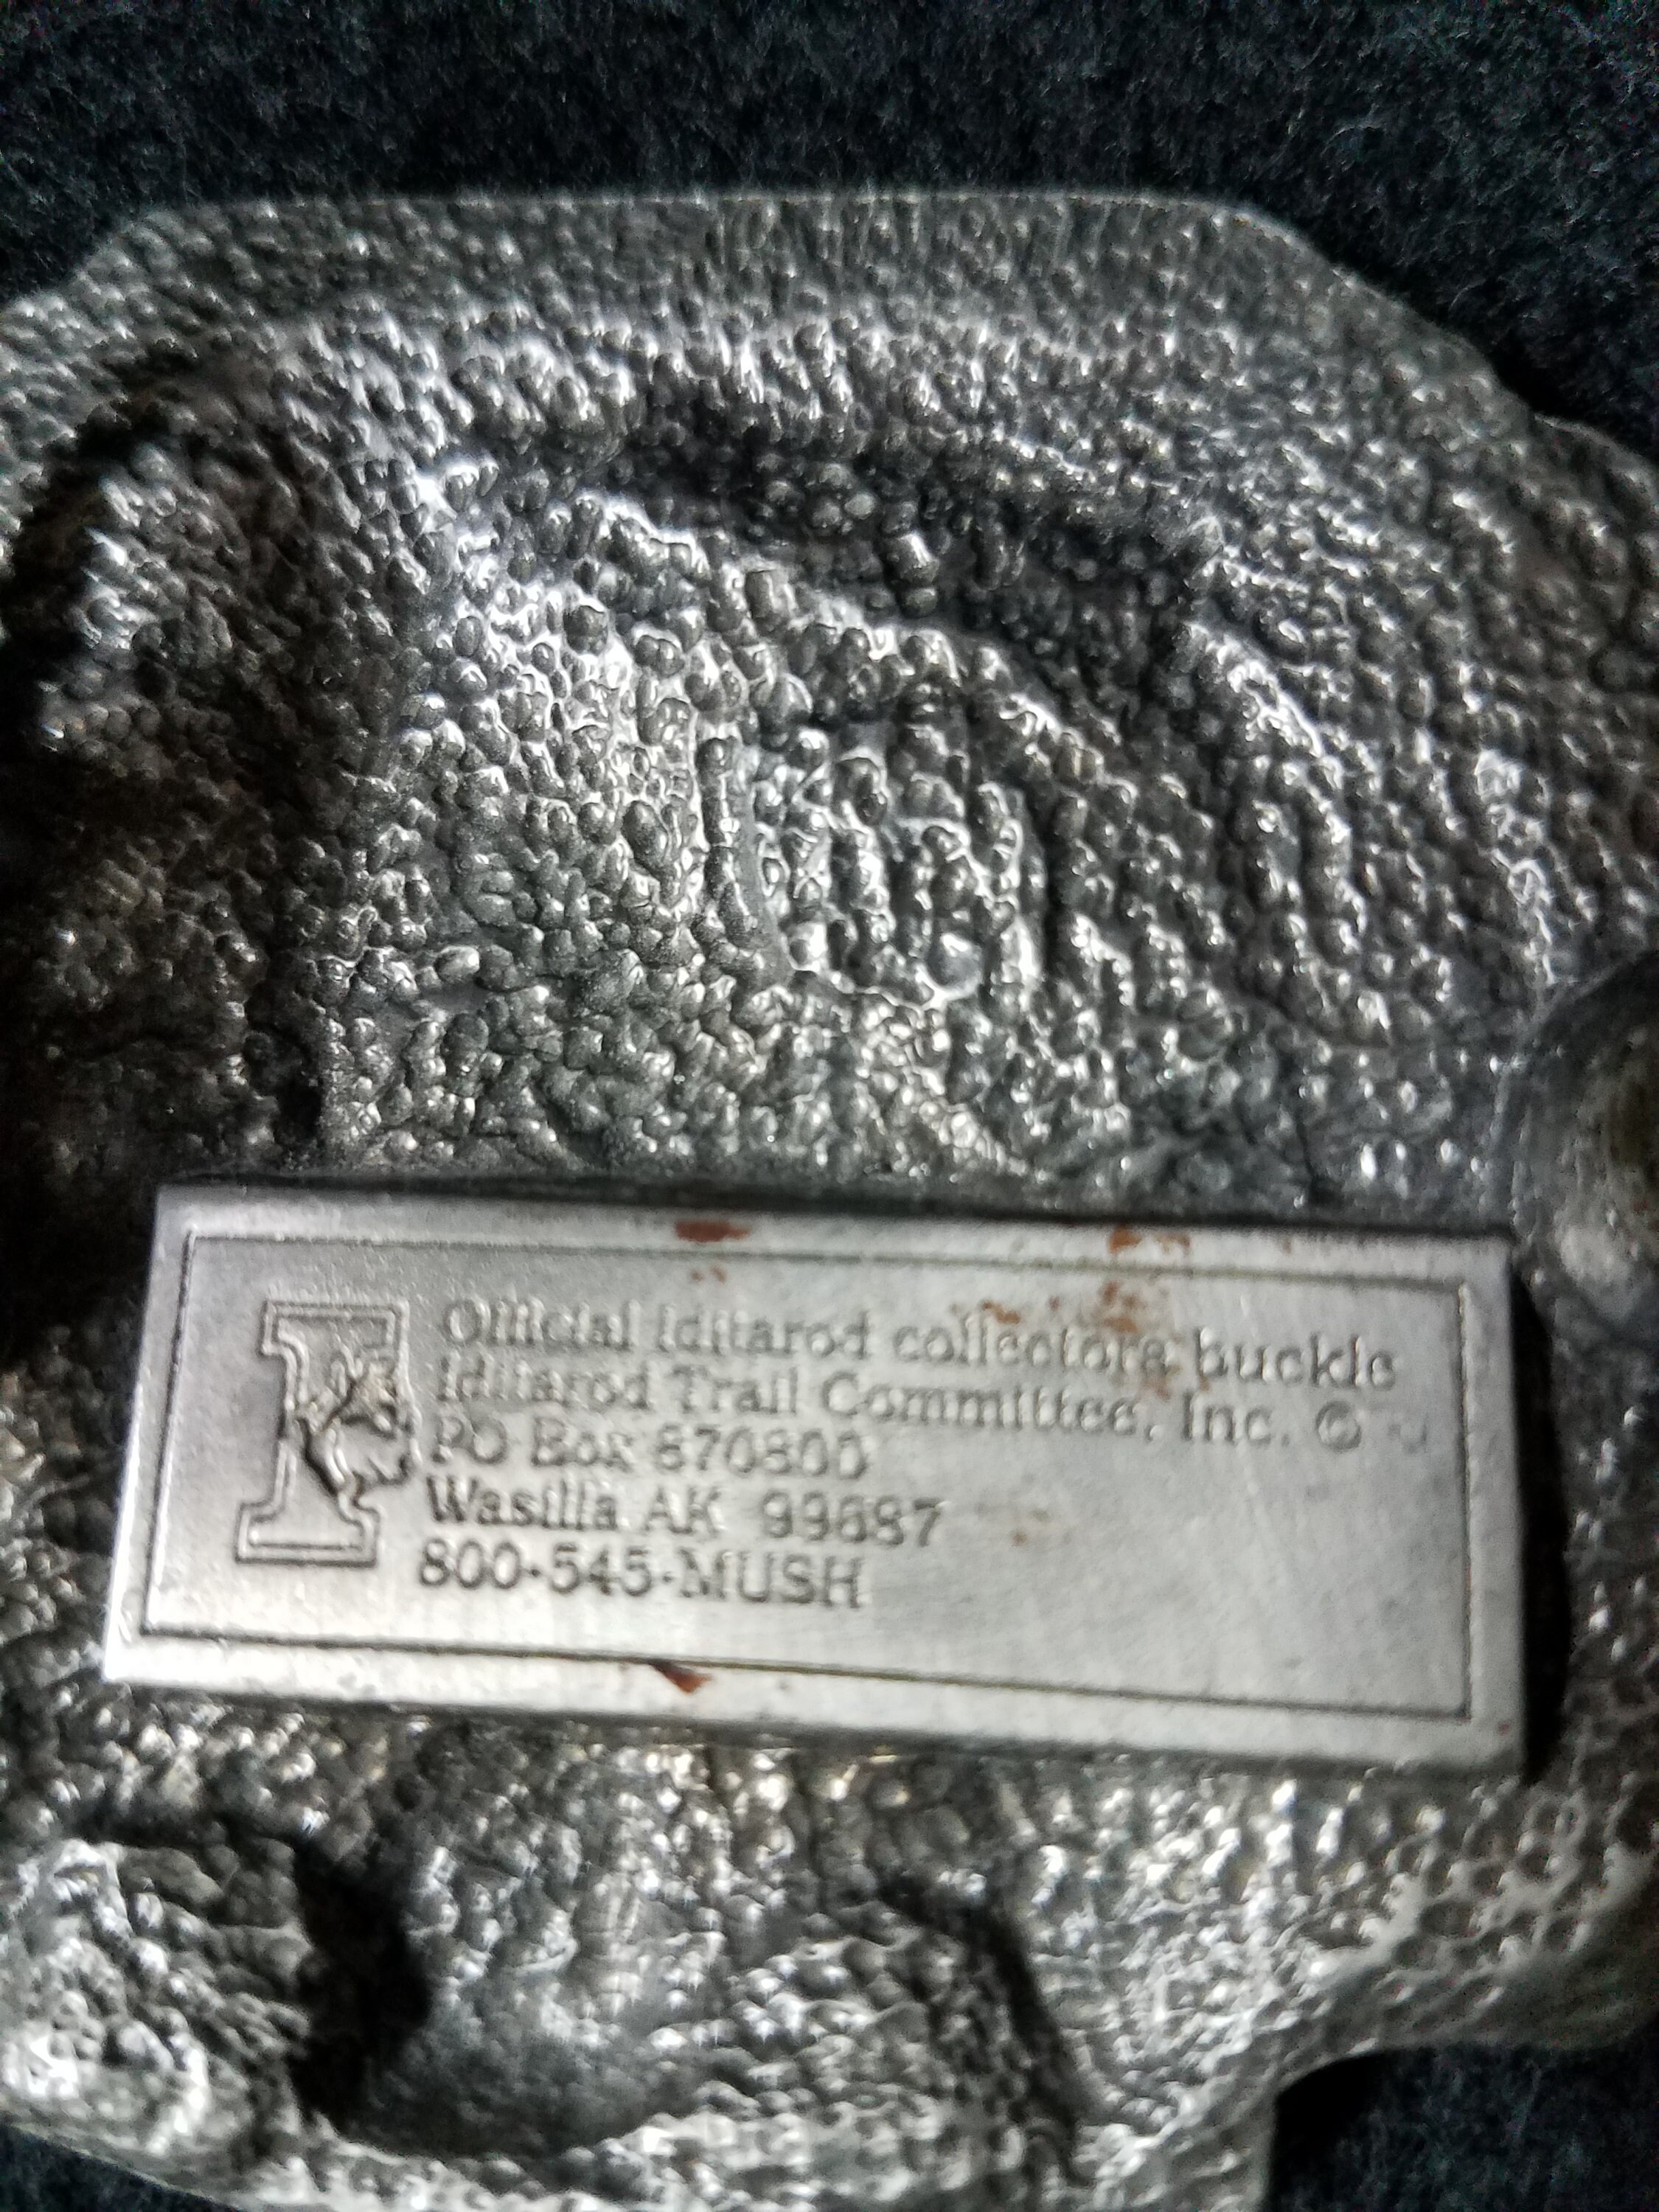 Official Iditarod collectors buckle
Iditarod Trail Committee, Inc. ©
PO Box 870800
Wasilla AK 99687
800·545·MUSH